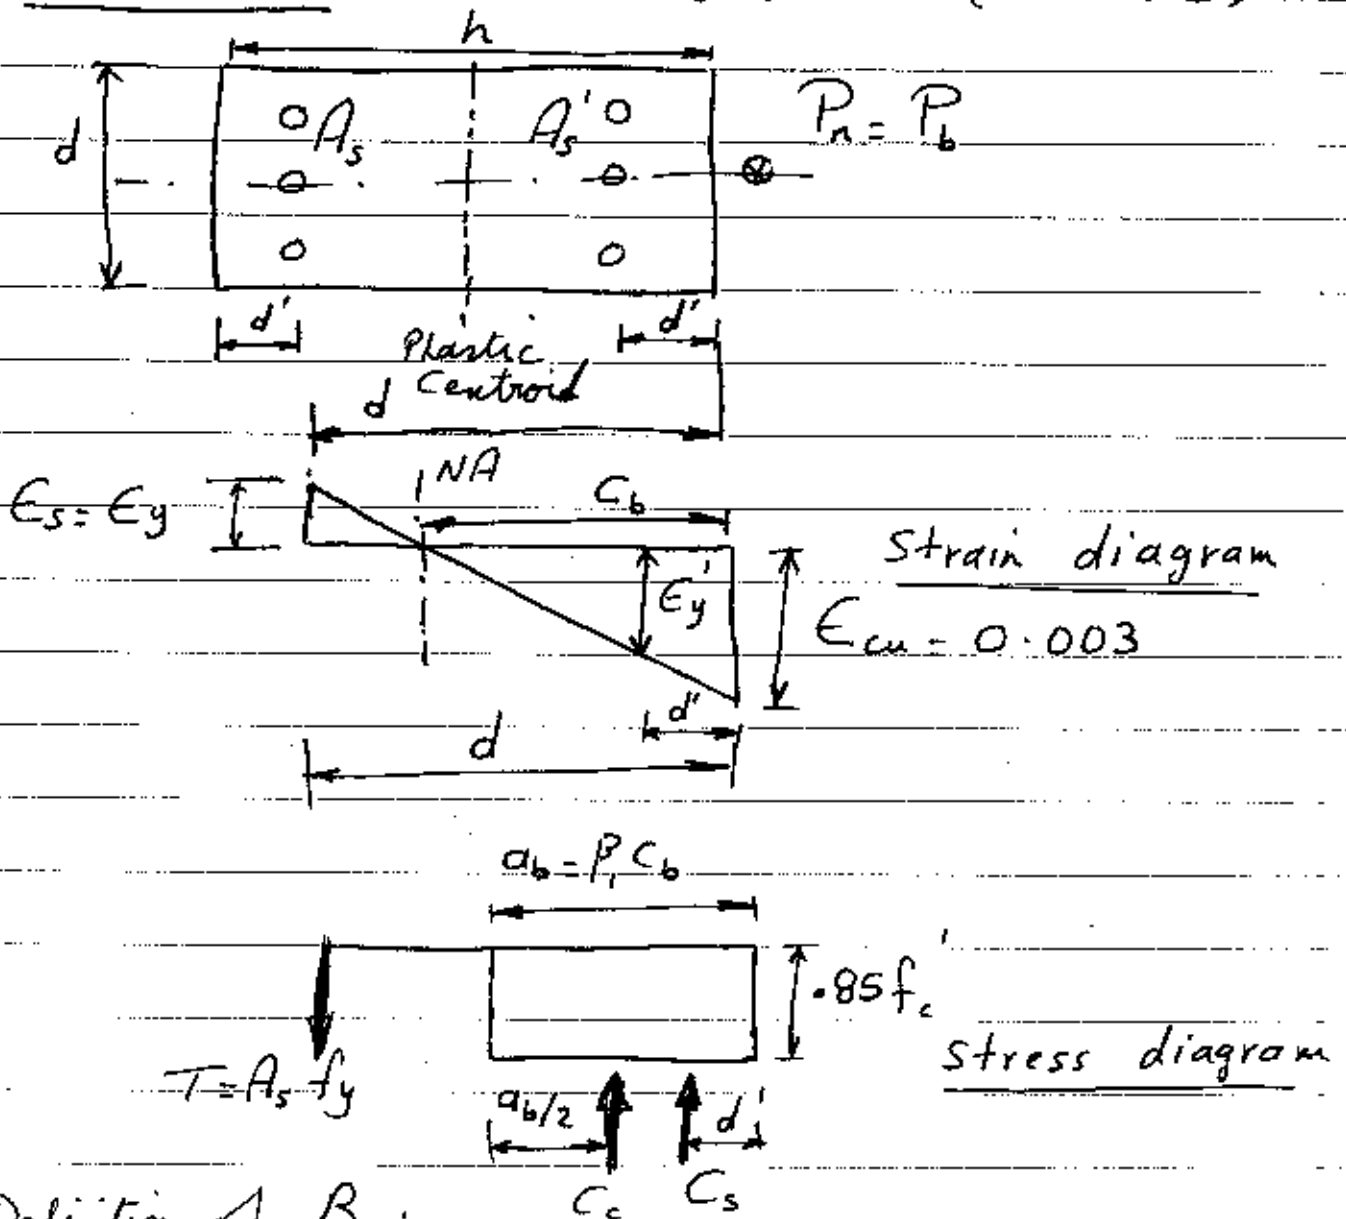 h
d
A_s
A_s'
P_n = P_b
d'
d'
Plastic
Centroid
d
NA
C_b
ϵ_s = ϵ_y
Strain diagram
ϵ_y'
ϵ_cu = 0.003
d'
d
a_b = β_1 C_b
.85f_c'
Stress diagram
T = A_s f_y
a_b/2
d'
C_c
C_s